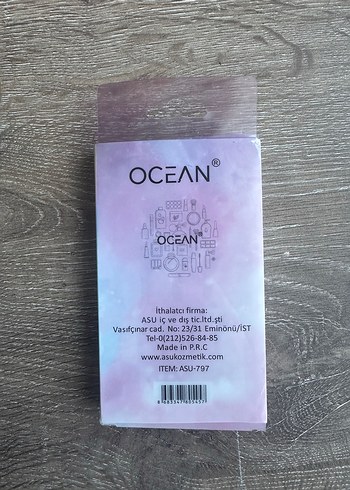 OCEAN®
OCEAN®
İthalatcı firma:
ASU iç ve dış tic.ltd.şti
Vasıfçınar cad. No: 23/31 Eminönü/İST
Tel-0(212)526-84-85
Made in P.R.C
www.asukozmetik.com
ITEM: ASU-797